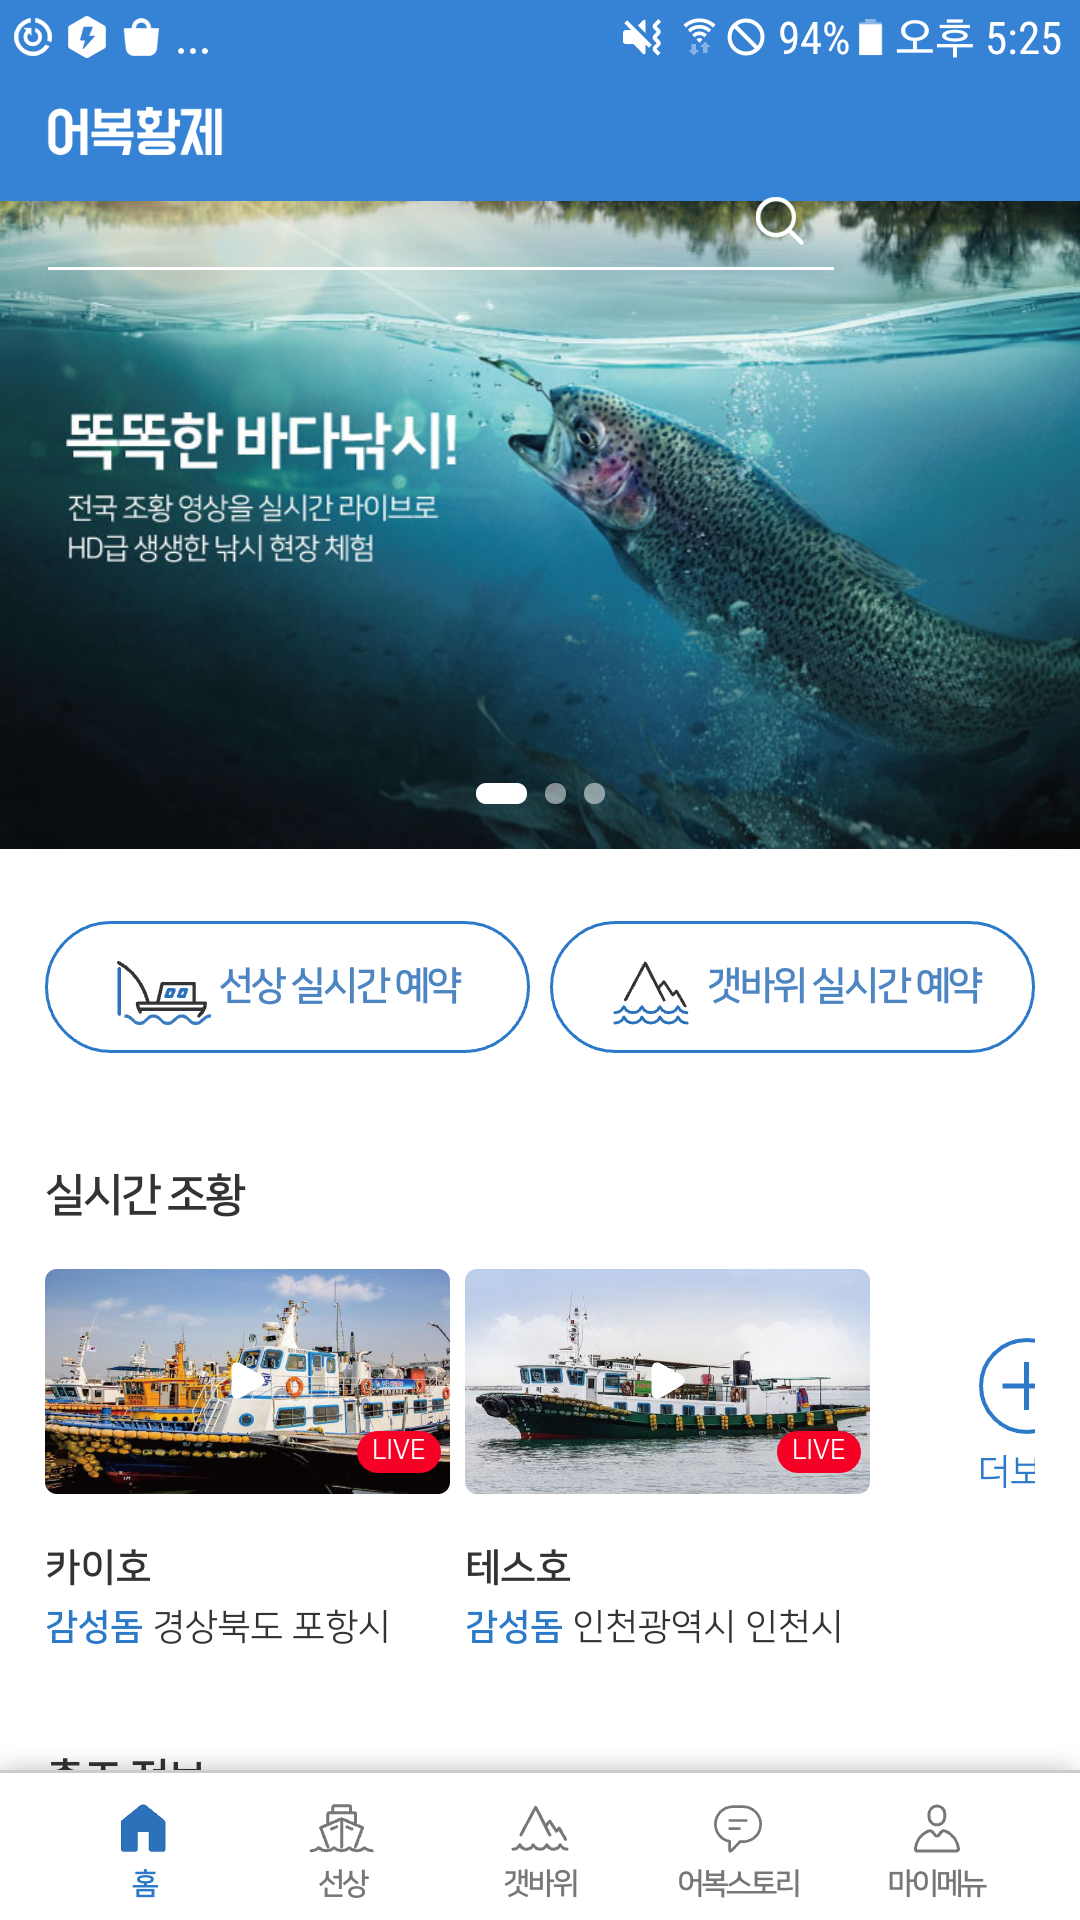 ... 94% 오후 5:25
어복황제
똑똑한 바다낚시!
전국 조황 영상을 실시간 라이브로
HD급 생생한 낚시 현장 체험
선상 실시간 예약
갯바위 실시간 예약
실시간 조황
LIVE
LIVE
카이호
감성돔 경상북도 포항시
테스호
감성돔 인천광역시 인천시
홈
선상
갯바위
어복스토리
마이메뉴